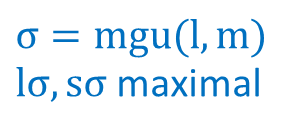 σ = mgu(l, m)
lσ, sσ maximal